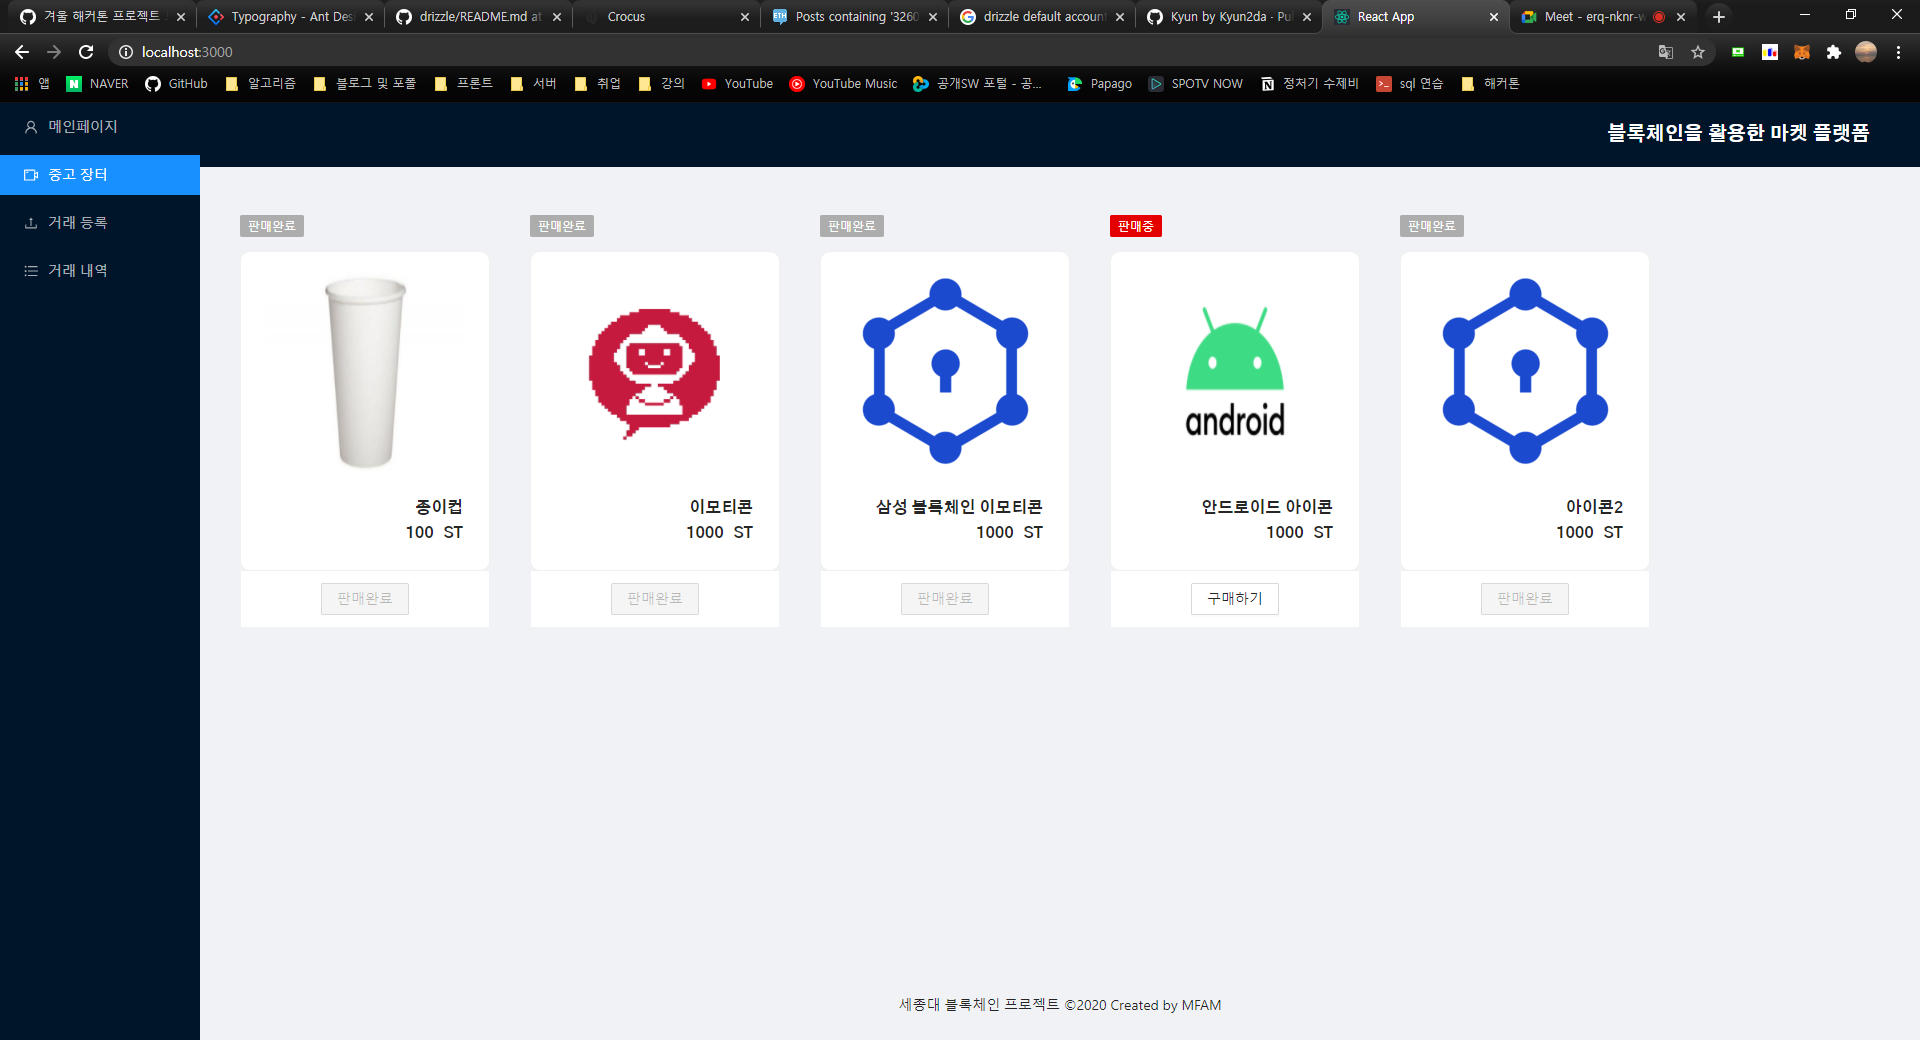 겨울 해커톤 프로젝트
Typography - Ant Des
drizzle/README.md at
Crocus
Posts containing '3260
drizzle default account
Kyun by Kyun2da · Pul
React App
Meet - erq-nknr-w
localhost:3000
앱
NAVER
GitHub
알고리즘
블로그 및 포폴
프론트
서버
취업
강의
YouTube
YouTube Music
공개SW 포털 - 공...
Papago
SPOTV NOW
정처기 수제비
sql 연습
해커톤
메인페이지
중고 장터
거래 등록
거래 내역
블록체인을 활용한 마켓 플랫폼
판매완료
판매완료
판매완료
판매중
판매완료
android
종이컵
100 ST
이모티콘
1000 ST
삼성 블록체인 이모티콘
1000 ST
안드로이드 아이콘
1000 ST
아이콘2
1000 ST
판매완료
판매완료
판매완료
구매하기
판매완료
세종대 블록체인 프로젝트 ©2020 Created by MFAM